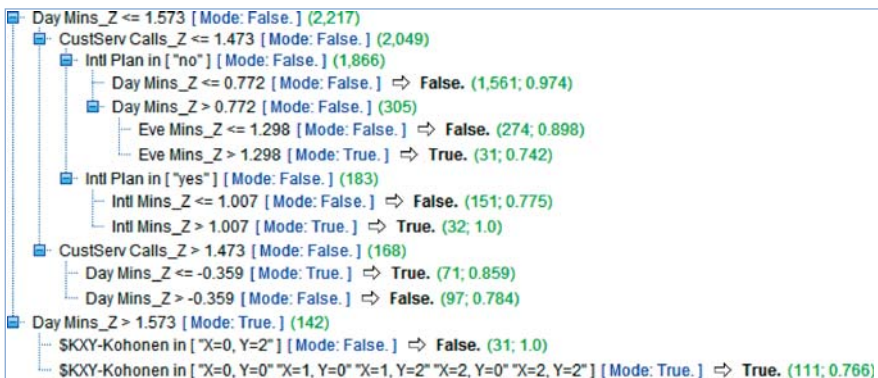 Day Mins_Z <= 1.573 [ Mode: False. ] (2,217)
CustServ Calls_Z <= 1.473 [ Mode: False. ] (2,049)
Intl Plan in [ "no" ] [ Mode: False. ] (1,866)
Day Mins_Z <= 0.772 [ Mode: False. ] ⇨ False. (1,561; 0.974)
Day Mins_Z > 0.772 [ Mode: False. ] (305)
Eve Mins_Z <= 1.298 [ Mode: False. ] ⇨ False. (274; 0.898)
Eve Mins_Z > 1.298 [ Mode: True. ] ⇨ True. (31; 0.742)
Intl Plan in [ "yes" ] [ Mode: False. ] (183)
Intl Mins_Z <= 1.007 [ Mode: False. ] ⇨ False. (151; 0.775)
Intl Mins_Z > 1.007 [ Mode: True. ] ⇨ True. (32; 1.0)
CustServ Calls_Z > 1.473 [ Mode: False. ] (168)
Day Mins_Z <= -0.359 [ Mode: True. ] ⇨ True. (71; 0.859)
Day Mins_Z > -0.359 [ Mode: False. ] ⇨ False. (97; 0.784)
Day Mins_Z > 1.573 [ Mode: True. ] (142)
$KXY-Kohonen in [ "X=0, Y=2" ] [ Mode: False. ] ⇨ False. (31; 1.0)
$KXY-Kohonen in [ "X=0, Y=0" "X=1, Y=0" "X=1, Y=2" "X=2, Y=0" "X=2, Y=2" ] [ Mode: True. ] ⇨ True. (111; 0.766)